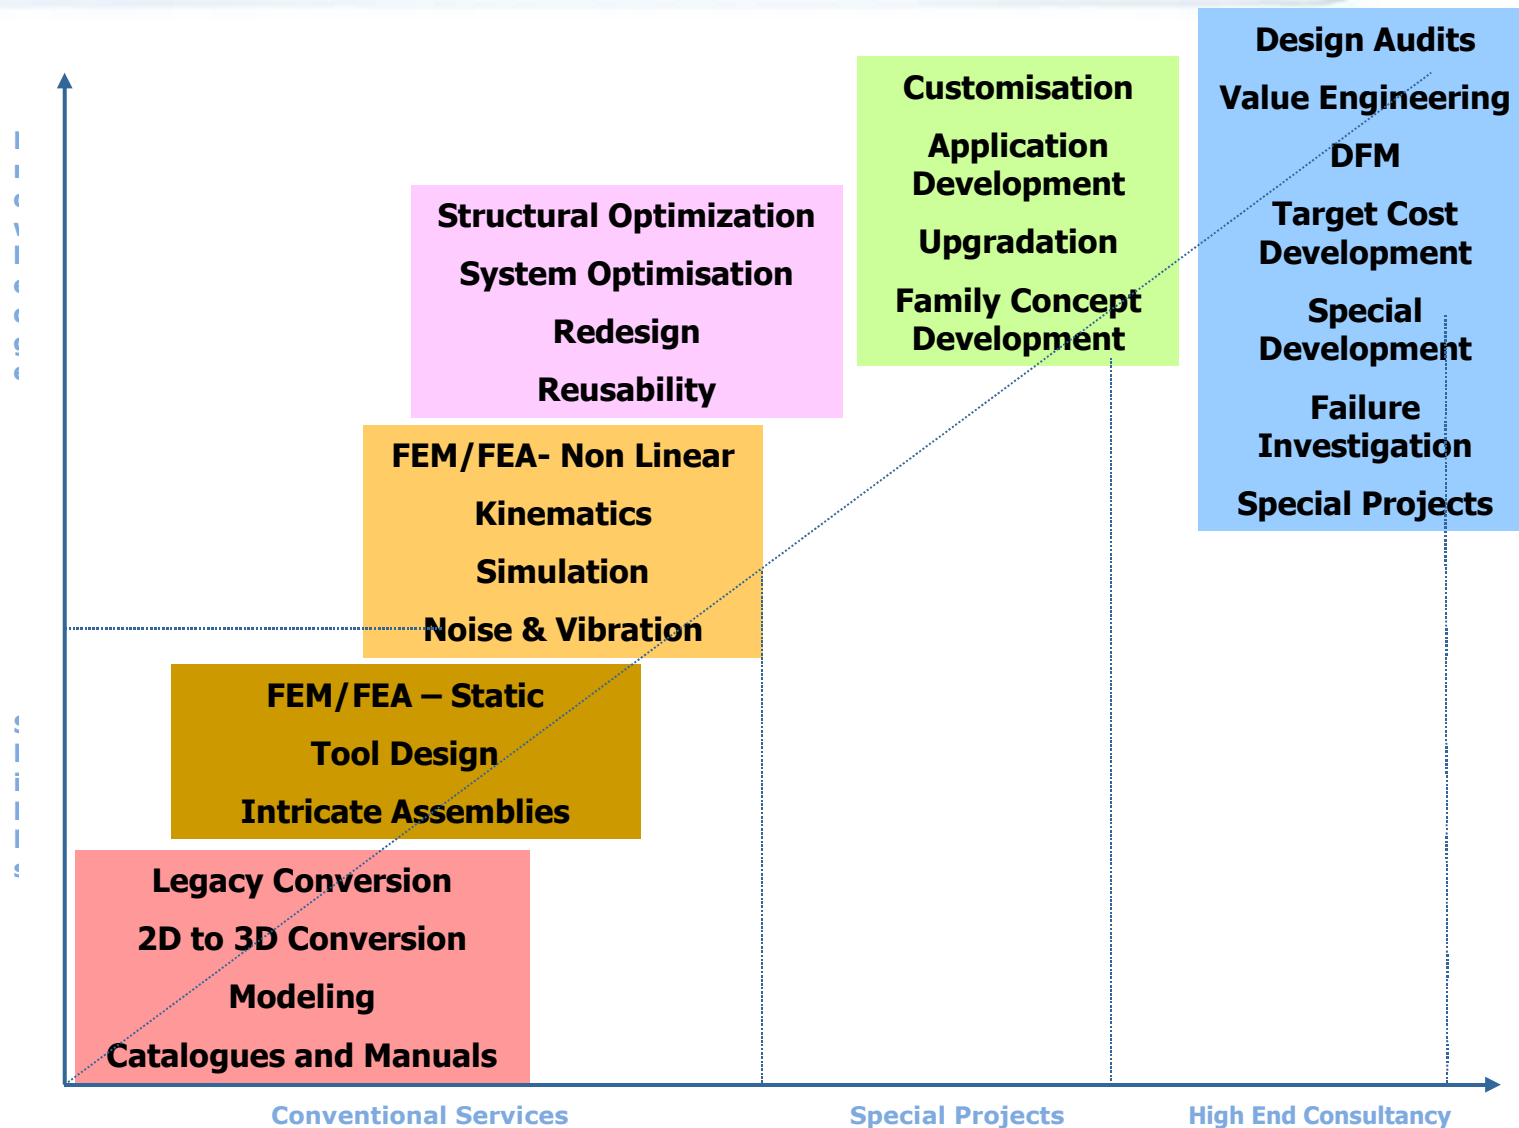 Design Audits
Value Engineering
DFM
Target Cost
Development
Special
Development
Failure
Investigation
Special Projects
Customisation
Application
Development
Upgradation
Family Concept
Development
Structural Optimization
System Optimisation
Redesign
Reusability
FEM/FEA- Non Linear
Kinematics
Simulation
Noise & Vibration
FEM/FEA – Static
Tool Design
Intricate Assemblies
Legacy Conversion
2D to 3D Conversion
Modeling
Catalogues and Manuals
Conventional Services
Special Projects
High End Consultancy